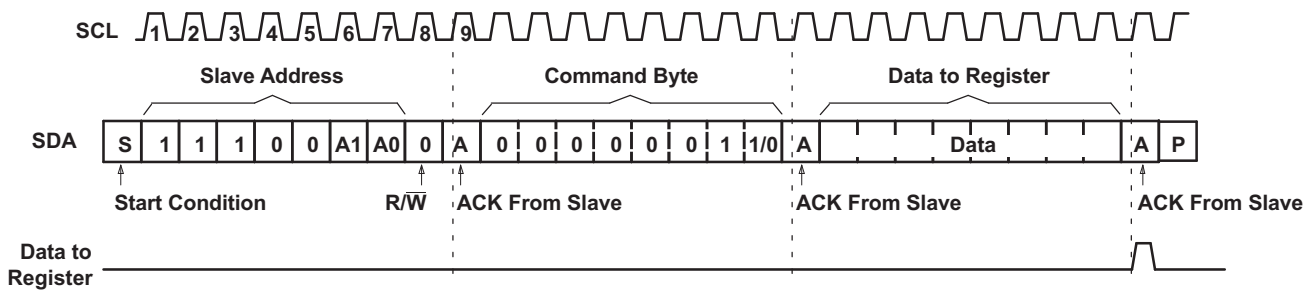 SCL 1 2 3 4 5 6 7 8 9
Slave Address Command Byte Data to Register
SDA S 1 1 1 0 0 A1 A0 0 A 0 0 0 0 0 0 1 1/0 A Data A P
Start Condition R/W̅ ACK From Slave ACK From Slave ACK From Slave
Data to
Register